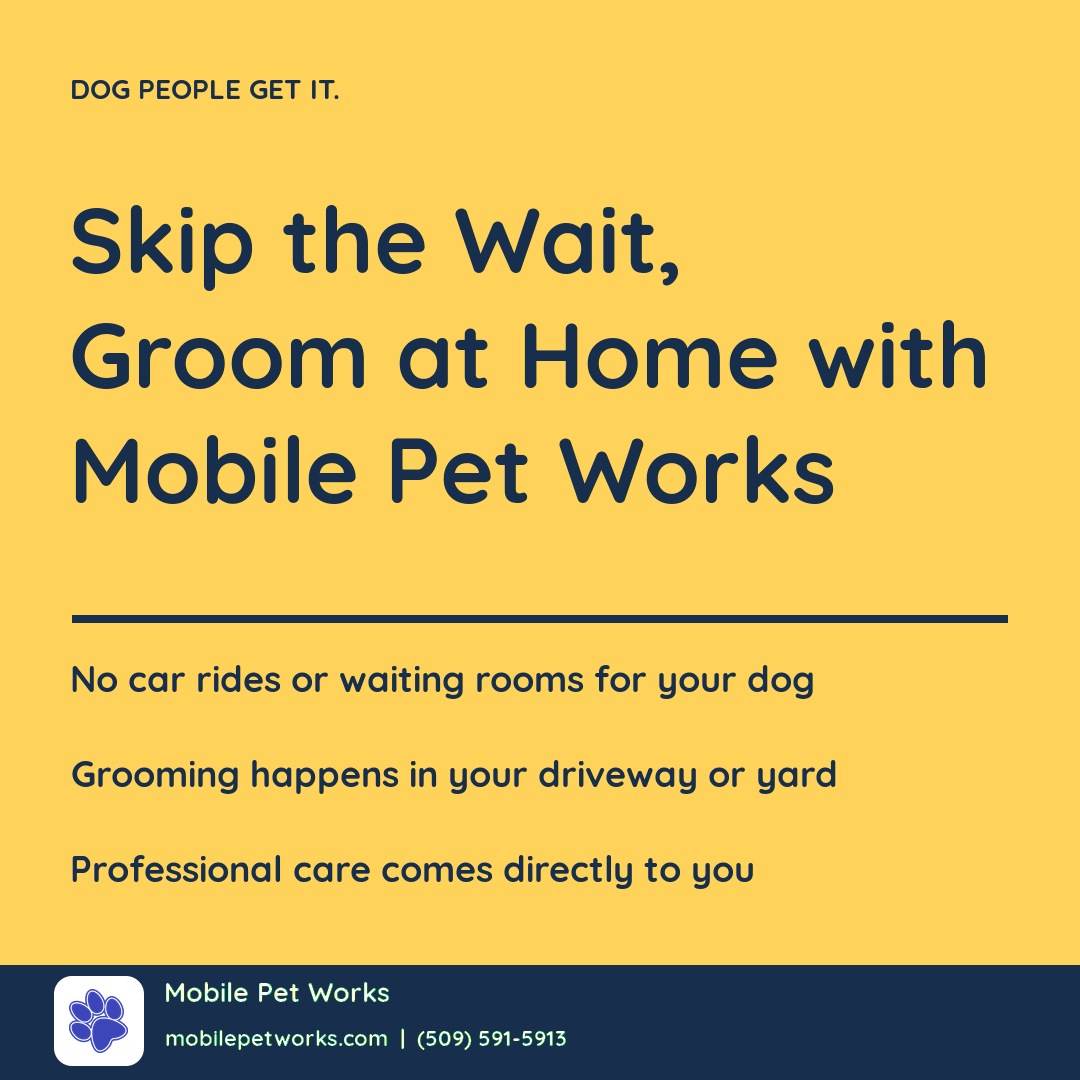 DOG PEOPLE GET IT.
Skip the Wait,
Groom at Home with
Mobile Pet Works
No car rides or waiting rooms for your dog
Grooming happens in your driveway or yard
Professional care comes directly to you
Mobile Pet Works
mobilepetworks.com | (509) 591-5913